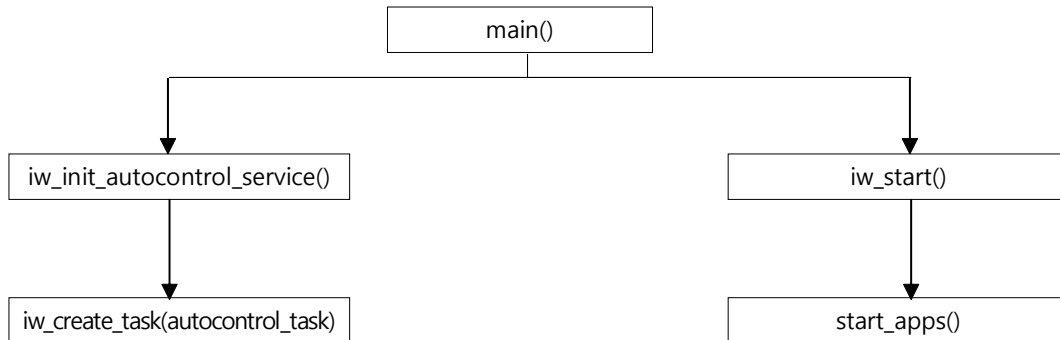 main()
iw_init_autocontrol_service()
iw_start()
iw_create_task(autocontrol_task)
start_apps()